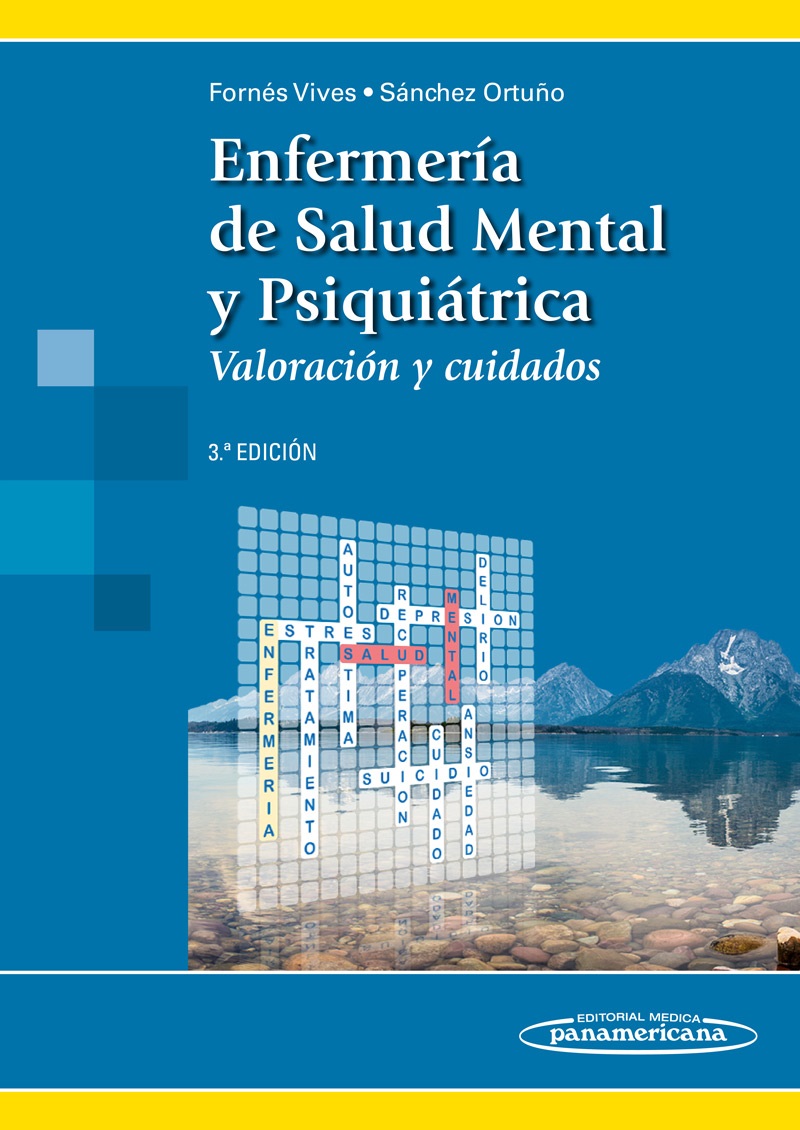 Fornés Vives • Sánchez Ortuño
Enfermería
de Salud Mental
y Psiquiátrica
Valoración y cuidados
3.ª EDICIÓN
AUTOESTIMA
DELIRIO
RECUPERACION
MENTAL
DEPRESION
ESTRES
ENFERMERIA
TRATAMIENTO
SALUD
ANSIEDAD
CUIDADO
SUICIDIO
EDITORIAL MEDICA
panamericana